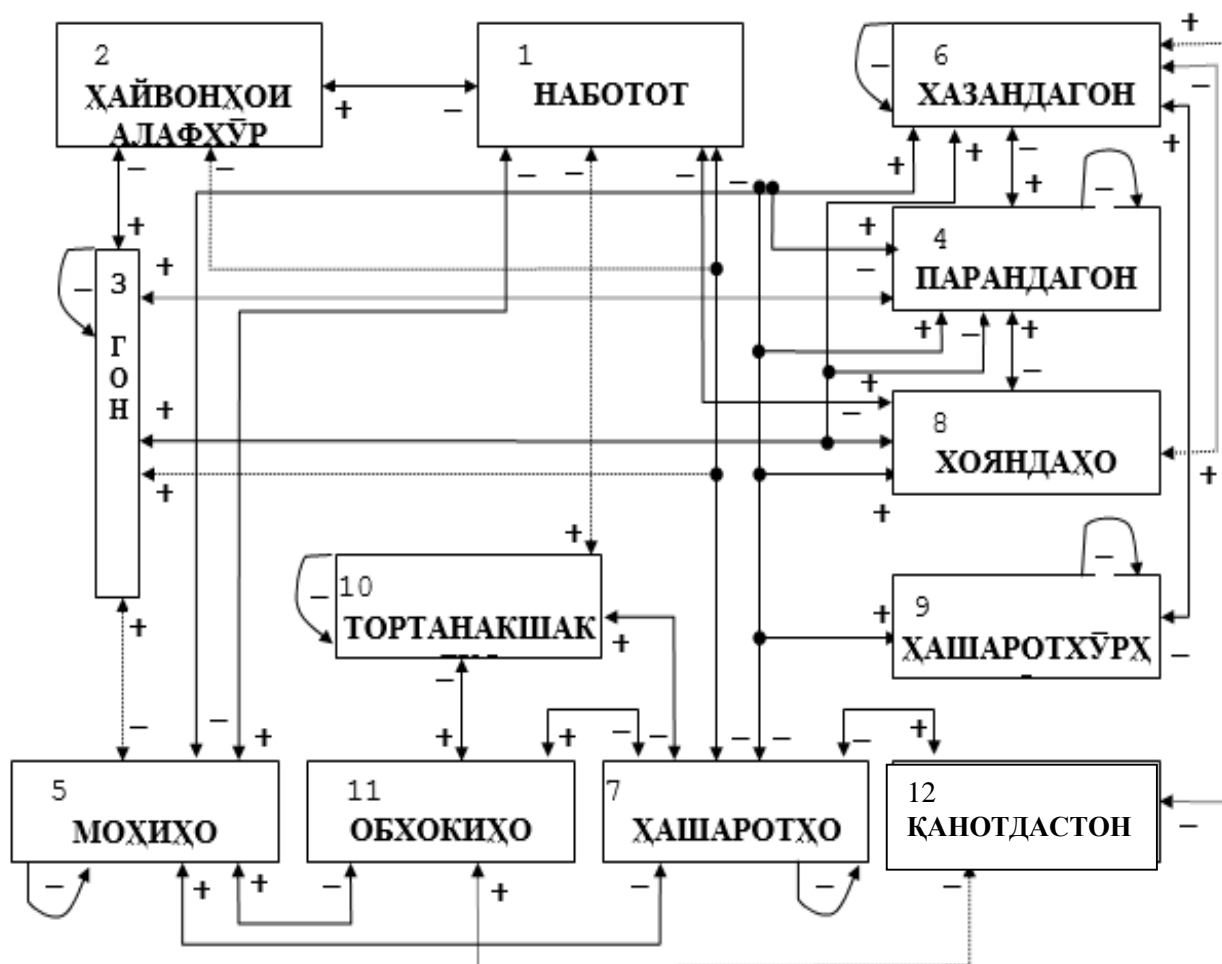 2
ҲАЙВОНҲОИ
АЛАФХӮР
1
НАБОТОТ
6
ХАЗАНДАГОН
3
Г
О
Н
4
ПАРАНДАГОН
8
ХОЯНДАҲО
10
ТОРТАНАКШАК
9
ҲАШАРОТХӮРҲ
5
МОҲИҲО
11
ОБХОКИҲО
7
ҲАШАРОТҲО
12
ҚАНОТДАСТОН